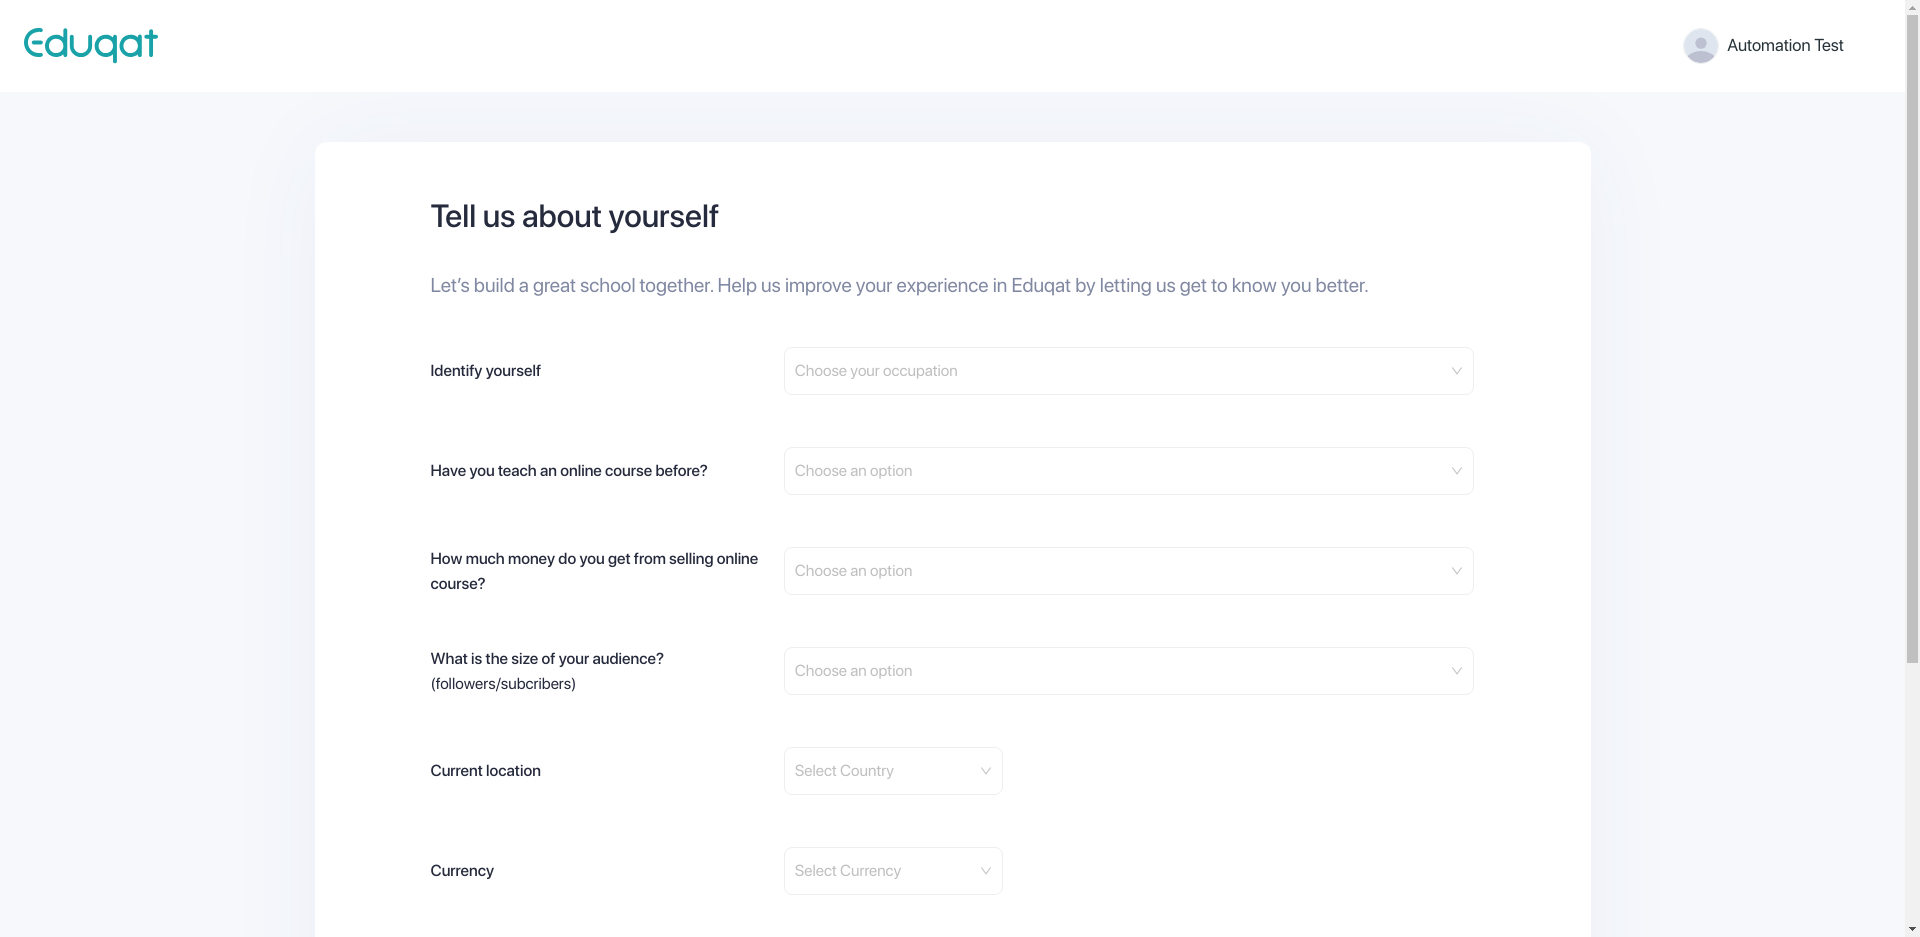 Eduqat
Automation Test
Tell us about yourself
Let’s build a great school together. Help us improve your experience in Eduqat by letting us get to know you better.
Identify yourself
Choose your occupation
Have you teach an online course before?
Choose an option
How much money do you get from selling online
course?
Choose an option
What is the size of your audience?
(followers/subcribers)
Choose an option
Current location
Select Country
Currency
Select Currency